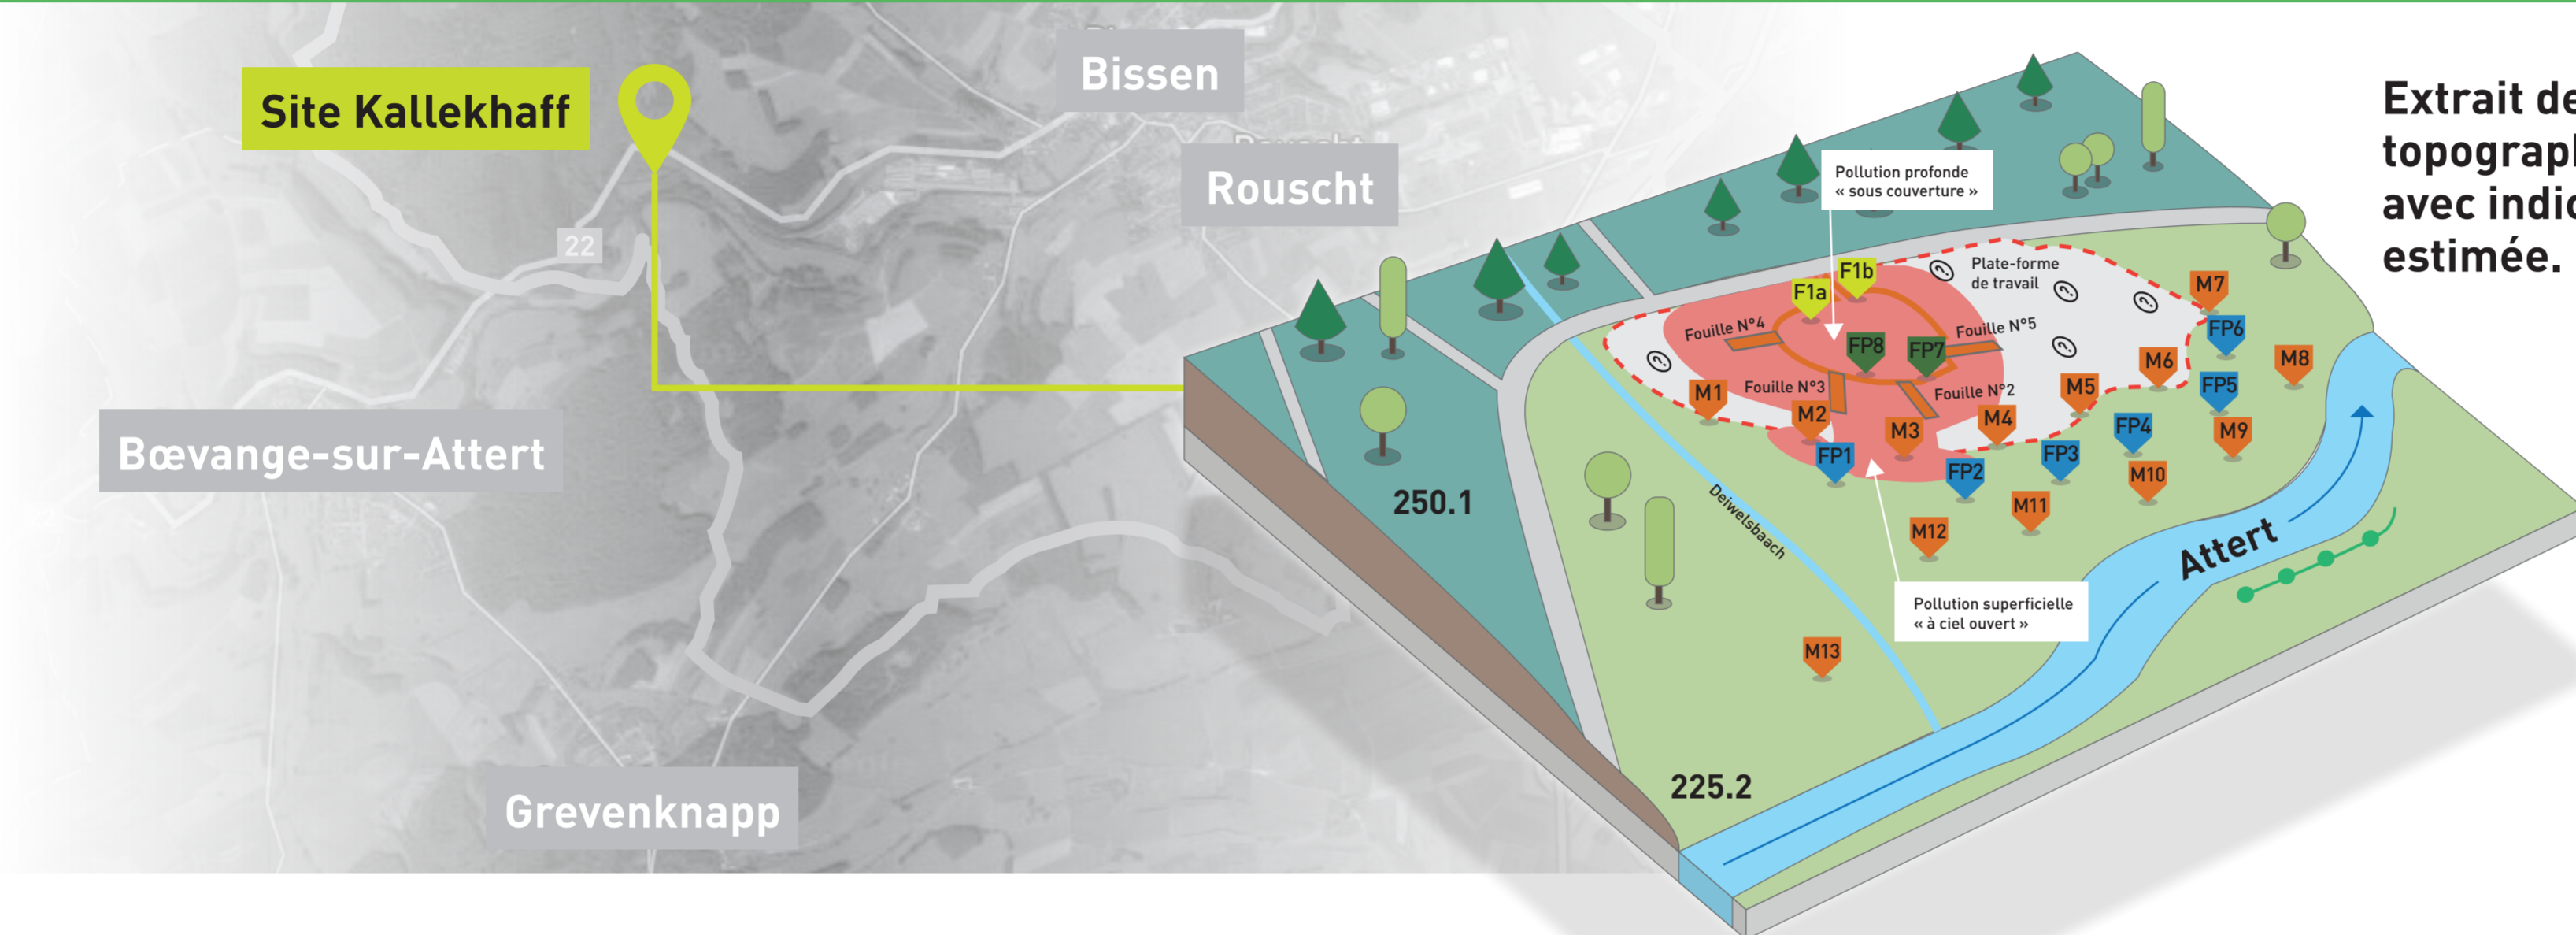 Site Kallekhaff
Bissen
Rouscht
22
Bœvange-sur-Attert
Grevenknapp
Extrait de
topograph
avec indic
estimée.
Pollution profonde
« sous couverture »
Plate-forme
de travail
F1b
F1a
?
?
?
?
?
M7
FP6
Fouille N°4
Fouille N°5
FP8
FP7
M6
M8
M1
Fouille N°3
Fouille N°2
M5
FP5
M2
M3
M4
FP4
M9
FP1
FP2
FP3
M10
M11
M12
250.1
Deiwelsbaach
Attert
Pollution superficielle
« à ciel ouvert »
M13
225.2